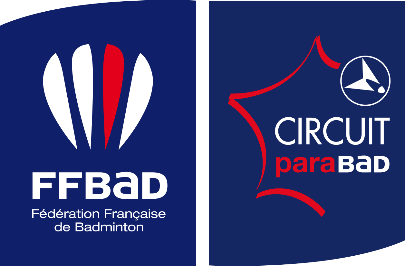 FFBaD
Fédération Française
de Badminton
CIRCUIT
paraBaD